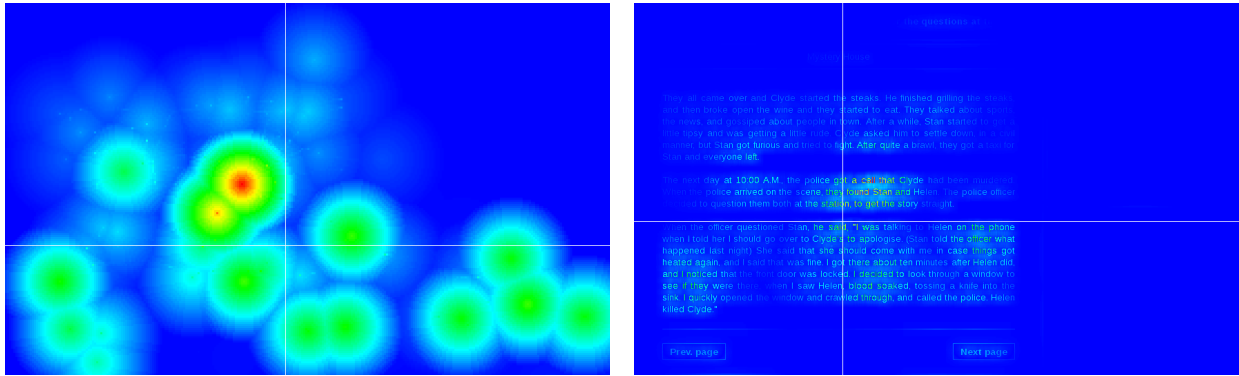 the questions at
They all came over and Clyde started the steaks. He finished grilling the steaks,
and then broke open the wine and they started to eat. They talked about sports,
the news, and gossiped about people in town. After a while, Stan started to get a
little tipsy and was getting a little rude. Clyde asked him to settle down, in a calm
manner, but Stan got furious and tried to fight. After quite a brawl, they got a taxi for
Stan and everyone left.
The next day at 10:00 A.M., the police got a call that Clyde had been murdered.
When the police arrived on the scene, they found Stan and Helen. The police officer
to question them both at the station, to get the story straight.
When the officer questioned Stan, he said, "I was talking to Helen on the phone
when I told her I should go over to Clyde's to apologise. (Stan told the officer what
happened last night) She said that she should come with me in case things got
heated again, and I said that was fine. I got there about ten minutes after Helen did,
and I noticed that the front door was locked. I decided to look through a window to
see if they were there, when I saw Helen, blood soaked, tossing a knife into the
sink. I quickly opened the window and crawled through, and called the police. Helen
killed Clyde."
Prev. page
Next page